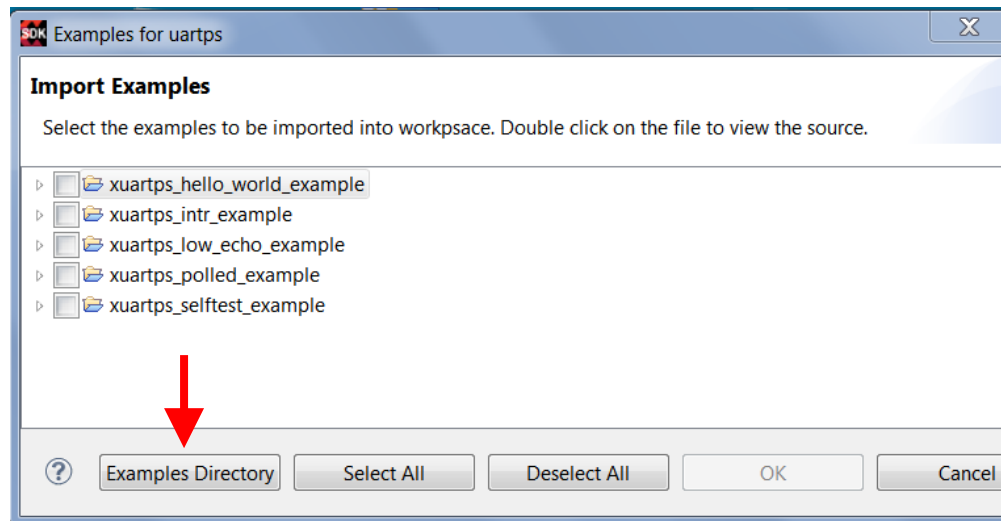 SDK Examples for uartps
Import Examples
Select the examples to be imported into workpsace. Double click on the file to view the source.
xuartps_hello_world_example
xuartps_intr_example
xuartps_low_echo_example
xuartps_polled_example
xuartps_selftest_example
? Examples Directory Select All Deselect All OK Cancel